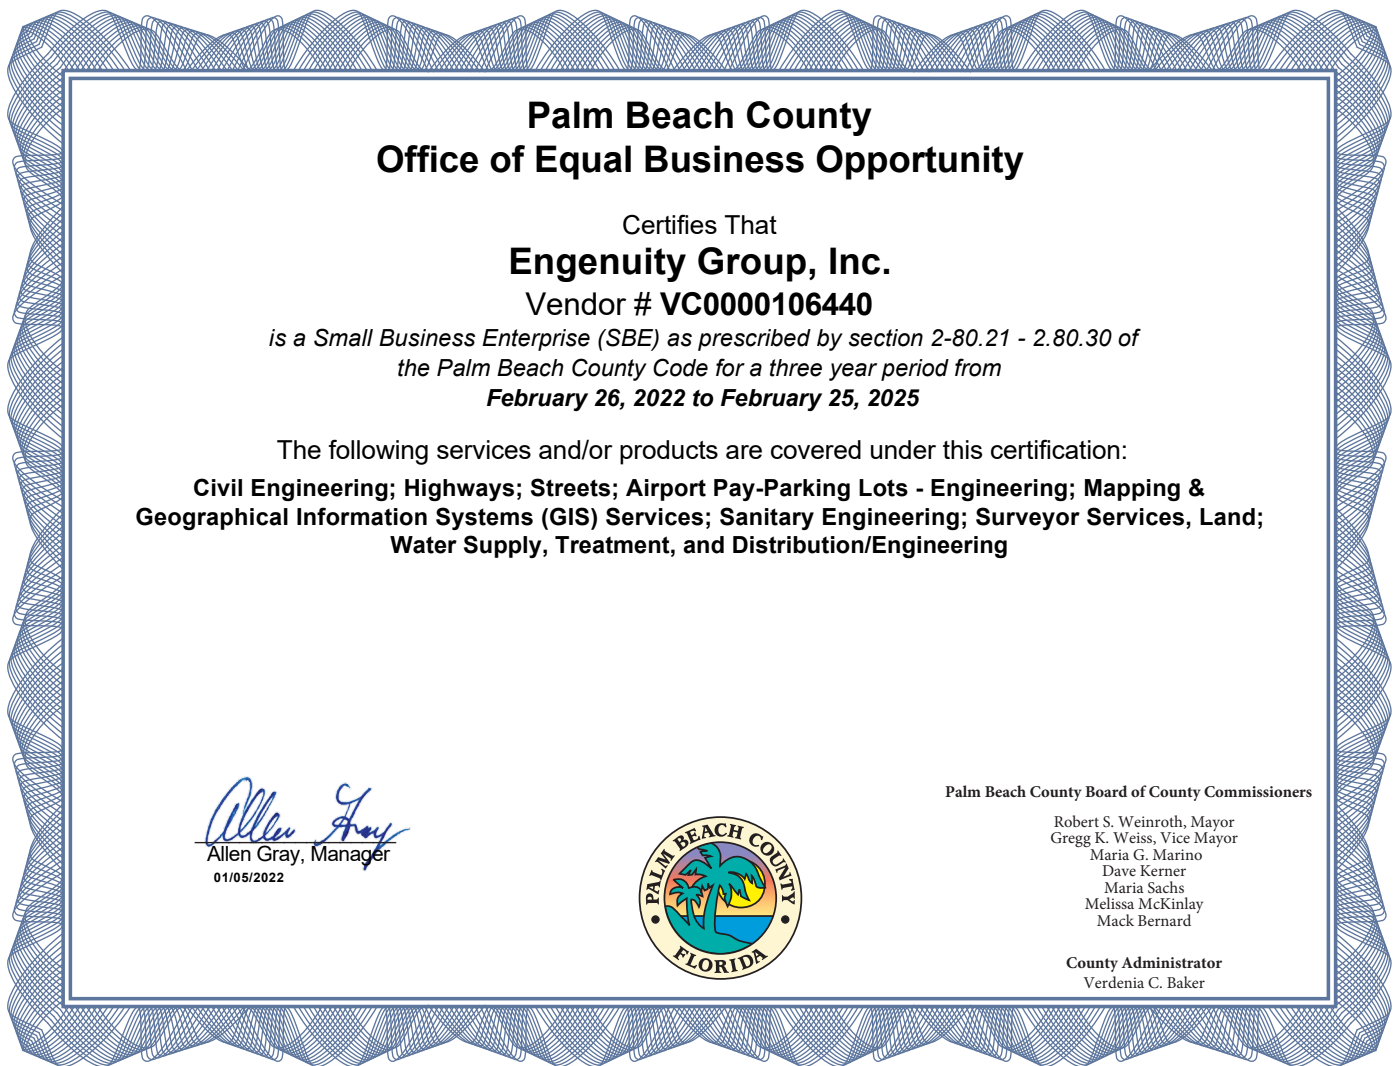 Palm Beach County
Office of Equal Business Opportunity
Certifies That
Engenuity Group, Inc.
Vendor # VC0000106440
is a Small Business Enterprise (SBE) as prescribed by section 2-80.21 - 2.80.30 of
the Palm Beach County Code for a three year period from
February 26, 2022 to February 25, 2025
The following services and/or products are covered under this certification:
Civil Engineering; Highways; Streets; Airport Pay-Parking Lots - Engineering; Mapping &
Geographical Information Systems (GIS) Services; Sanitary Engineering; Surveyor Services, Land;
Water Supply, Treatment, and Distribution/Engineering
Allen Gray
Allen Gray, Manager
01/05/2022
PALM BEACH COUNTY
FLORIDA
Palm Beach County Board of County Commissioners
Robert S. Weinroth, Mayor
Gregg K. Weiss, Vice Mayor
Maria G. Marino
Dave Kerner
Maria Sachs
Melissa McKinlay
Mack Bernard
County Administrator
Verdenia C. Baker